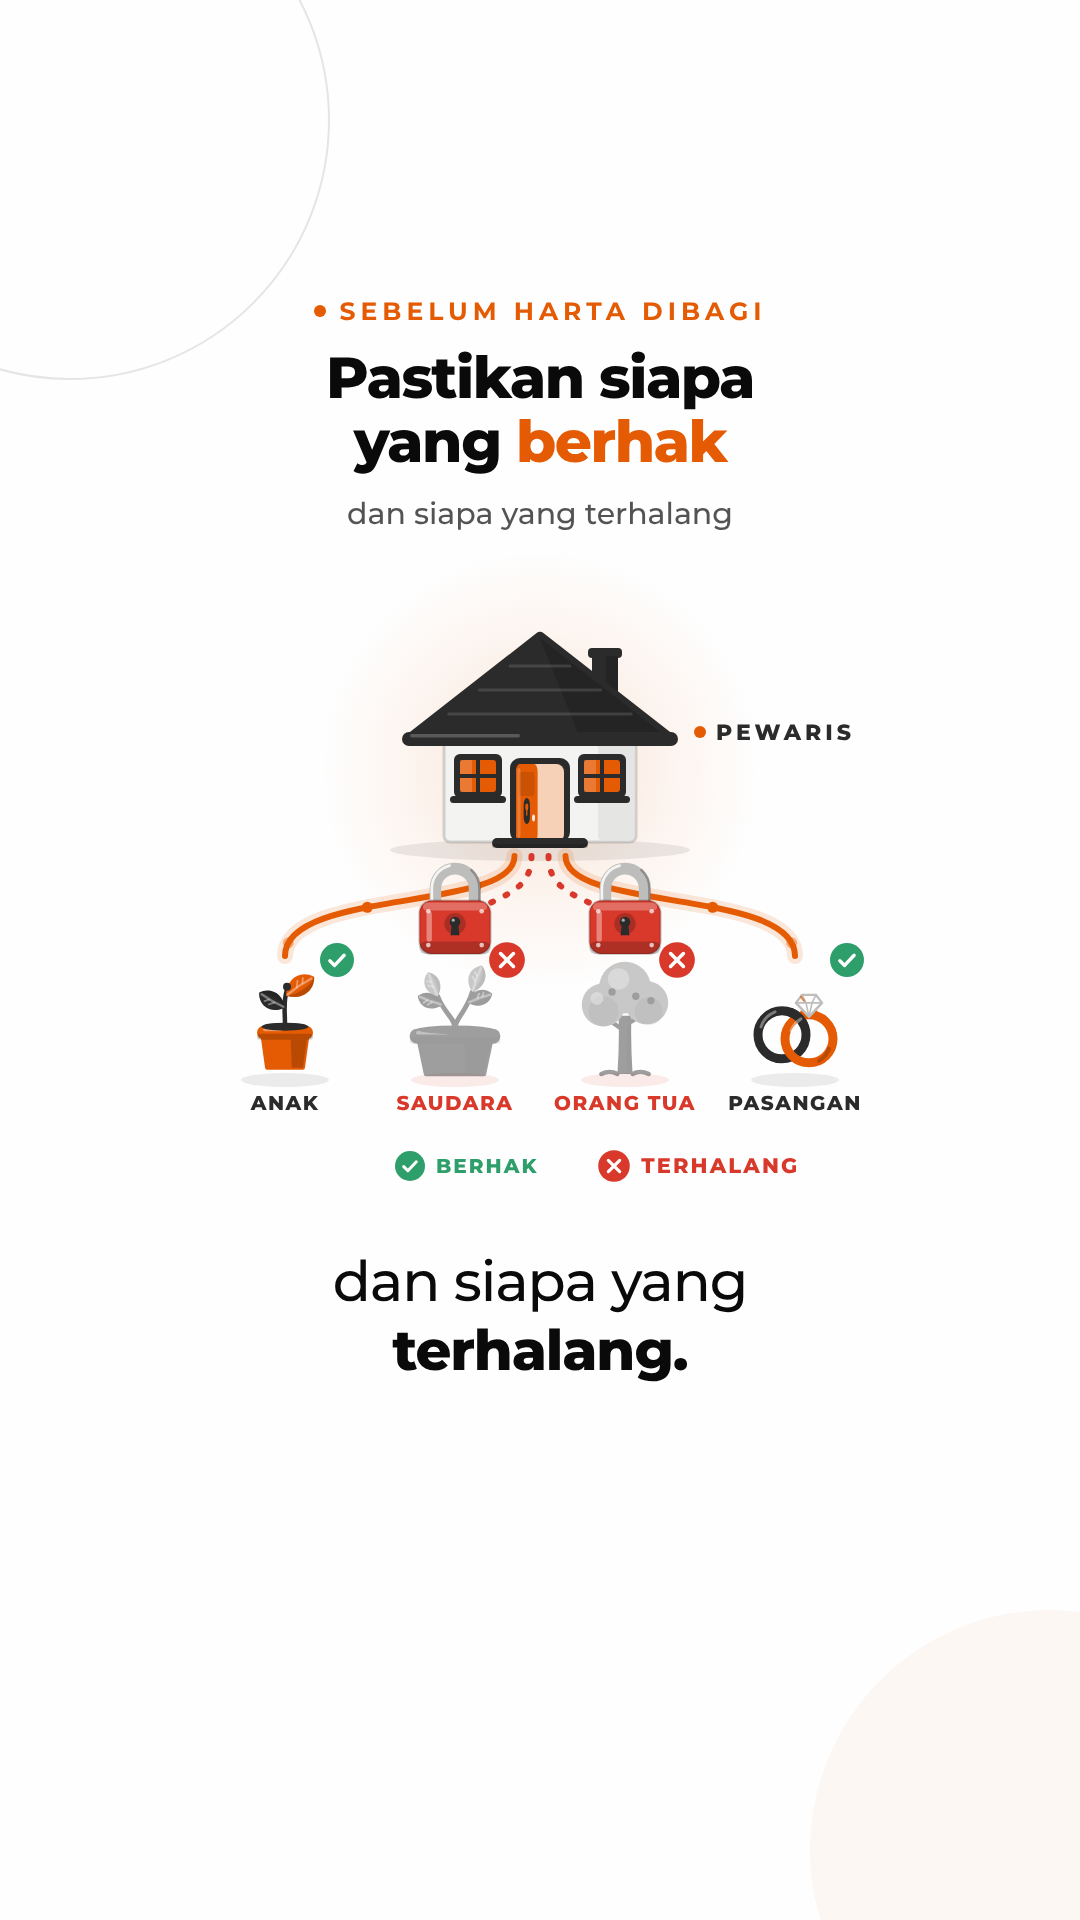 SEBELUM HARTA DIBAGI
Pastikan siapa
yang berhak
dan siapa yang terhalang
PEWARIS
ANAK
SAUDARA
ORANG TUA
PASANGAN
BERHAK
TERHALANG
dan siapa yang
terhalang.